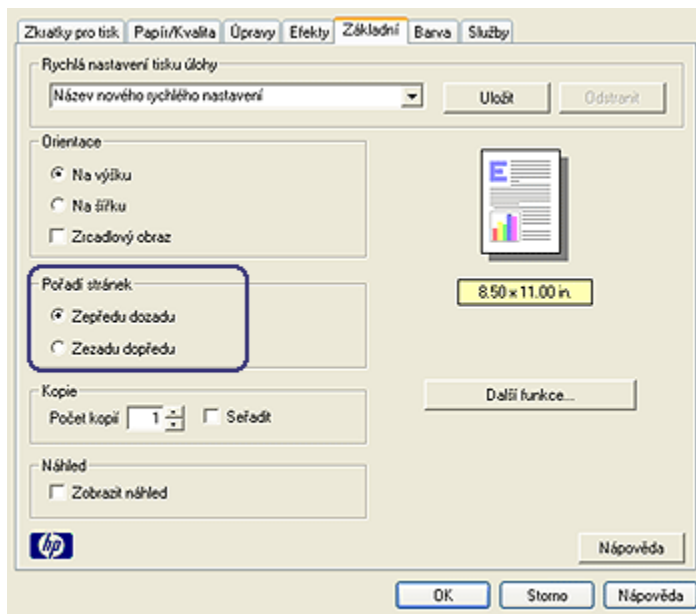 Zkratky pro tisk Papír/Kvalita Úpravy Efekty Základní Barva Služby
Rychlá nastavení tisku úlohy
Název nového rychlého nastavení Uložit Odstranit
Orientace
Na výšku
Na šířku
Zrcadlový obraz
E
8.50 × 11.00 in.
Pořadí stránek
Zepředu dozadu
Zezadu dopředu
Další funkce...
Kopie
Počet kopií 1 Seřadit
Náhled
Zobrazit náhled
hp
Nápověda
OK Storno Nápověda